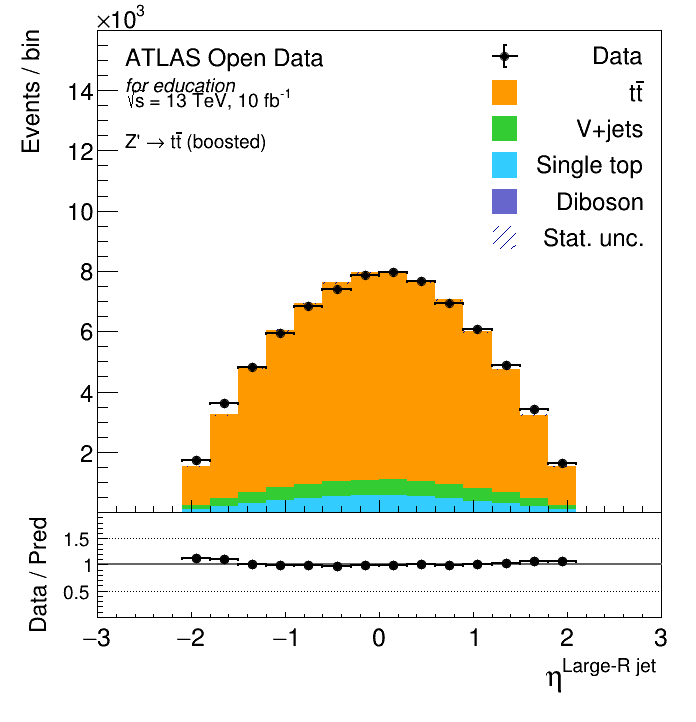 ×10³
Events / bin
14
12
10
8
6
4
2
ATLAS Open Data
for education
√s = 13 TeV, 10 fb⁻¹
Z' → tt̄ (boosted)
Data
tt̄
V+jets
Single top
Diboson
Stat. unc.
Data / Pred
1.5
1
0.5
−3 −2 −1 0 1 2 3
η^Large-R jet